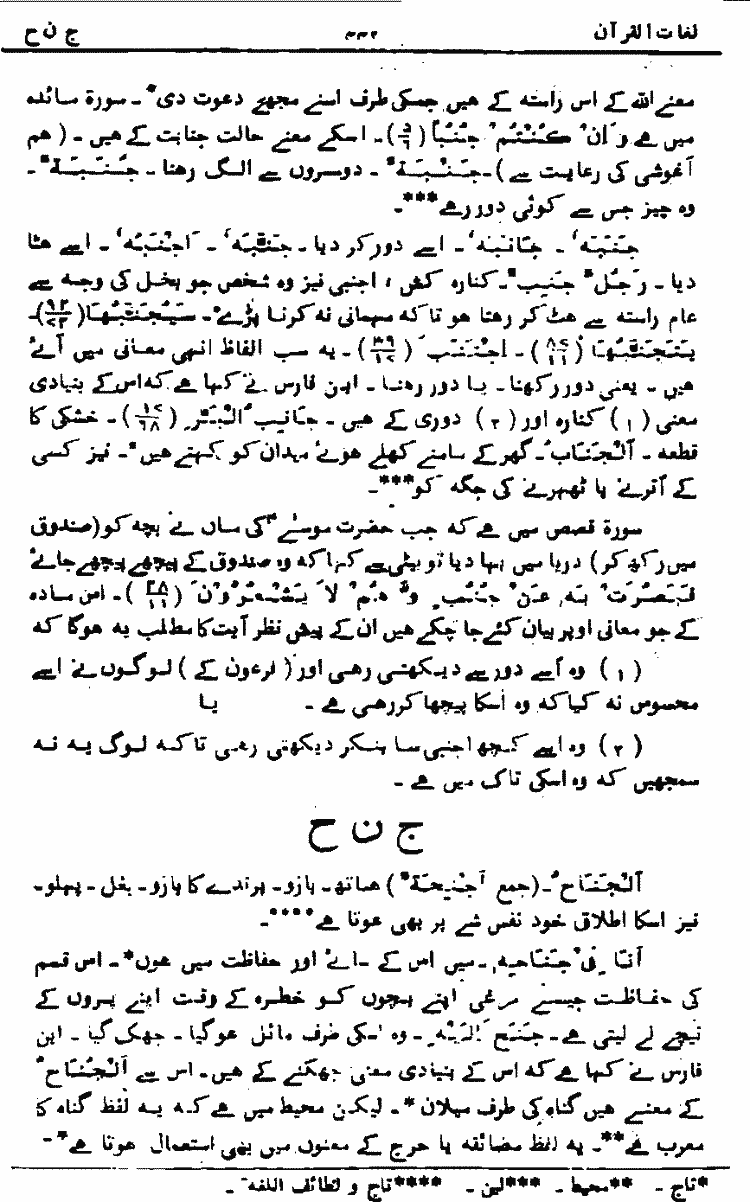 لغات القرآن ۴۴۲ ج ن ح
معنے اللہ کے اس راستہ کے ہیں جسکی طرف اسنے مجھے دعوت دی*۔ سورۃ مائدہ
میں ہے وَاِنْ كُنْتُمْ جُنُبًا (۵/۶)۔ اسکے معنے حالت جنابت کے ہیں۔ (ہم
آغوشی کی رعایت سے)۔ جَنْبَةٌ۔ دوسروں سے الگ رہنا۔ جَنَبَةٌ۔
وہ چیز جس سے کوئی دور رہے***۔
جَنَبَهٗ۔ جَانَبَهٗ۔ اسے دور کر دیا۔ جَنَّبَهٗ۔ اَجْنَبَهٗ۔ اسے ہٹا
دیا۔ رَجُلٌ جَنِبٌ۔ کنارہ کش، اجنبی نیز وہ شخص جو بخل کی وجہ سے
عام راستہ سے ہٹ کر رہتا ہو تاکہ مہمانی نہ کرنا پڑے*۔ سَيُجَنَّبُهَا (۹۲/۱۷)۔
يَتَجَنَّبُهَا (۸۷/۱۱)۔ اجْتَنَبَ (۳۹/۱۷)۔ یہ سب الفاظ انہی معانی میں آئے
ہیں۔ یعنی دور رکھنا۔ یا دور رہنا۔ ابن فارس نے کہا ہے کہ اس کے بنیادی
معنی (۱) کنارہ اور (۲) دوری کے ہیں۔ جَانِبَ الْبَرِّ (۱۷/۶۸)۔ خشکی کا
قطعہ۔ اَلْجَنَابُ۔ گھر کے سامنے کھلے ہوئے میدان کو کہتے ہیں*۔ نیز کسی
کے اُترنے یا ٹھہرنے کی جگہ کو***۔
سورۃ قصص میں ہے کہ جب حضرت موسیٰ کی ماں نے بچہ کو (صندوق
میں رکھ کر) دریا میں بہا دیا تو بیٹی سے کہا کہ وہ صندوق کے پیچھے پیچھے جائے
فَبَصُرَتْ بِهٖ عَنْ جُنُبٍ وَّهُمْ لَا يَشْعُرُوْنَ (۲۸/۱۱)۔ اس مادہ
کے جو معانی اوپر بیان کئے جا چکے ہیں ان کے پیش نظر آیت کا مطلب یہ ہوگا کہ
(۱) وہ اُسے دور سے دیکھتی رہی اور (فرعون کے) لوگوں نے اسے
محسوس نہ کیا کہ وہ اسکا پیچھا کر رہی ہے۔ یا
(۲) وہ اسے کچھ اجنبی سا بنکر دیکھتی رہی تاکہ لوگ یہ نہ
سمجھیں کہ وہ اسکی تاک میں ہے۔
ج ن ح
اَلْجَنَاحُ۔ (جمع اَجْنِحَةٌ) ہاتھ۔ بازو۔ پرندے کا بازو۔ بغل۔ پہلو۔
نیز اسکا اطلاق خود نفس شے پر بھی ہوتا ہے****۔
اَنَا فِیْ جَنَاحِهٖ۔ میں اس کے سائے اور حفاظت میں ہوں*۔ اس قسم
کی حفاظت جیسے مرغی اپنے بچوں کو خطرہ کے وقت اپنے پروں کے
نیچے لے لیتی ہے۔ جَنَحَ اِلَيْهِ۔ وہ اسکی طرف مائل ہوگیا۔ جھک گیا۔ ابن
فارس نے کہا ہے کہ اس کے بنیادی معنی جھکنے کے ہیں۔ اس سے اَلْجُنَاحُ
کے معنے ہیں گناہ کی طرف میلان*۔ لیکن محیط میں ہے کہ یہ لفظ گناہ کا
معرب ہے**۔ یہ لفظ مضائقہ یا حرج کے معنوں میں بھی استعمال ہوتا ہے*۔
*تاج۔ **محیط۔ ***لین۔ ****تاج و لطائف اللغۃ۔